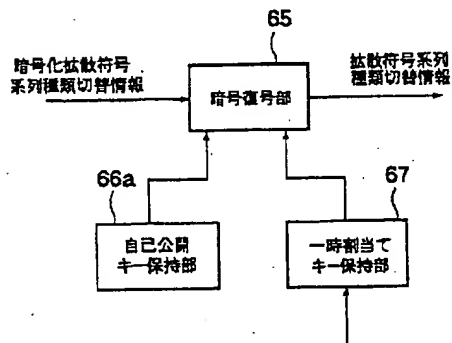 65
暗号化拡散符号
系列種類切替情報
拡散符号系列
種類切替情報
暗号復号部
66a
67
自己公開
キー保持部
一時割当て
キー保持部